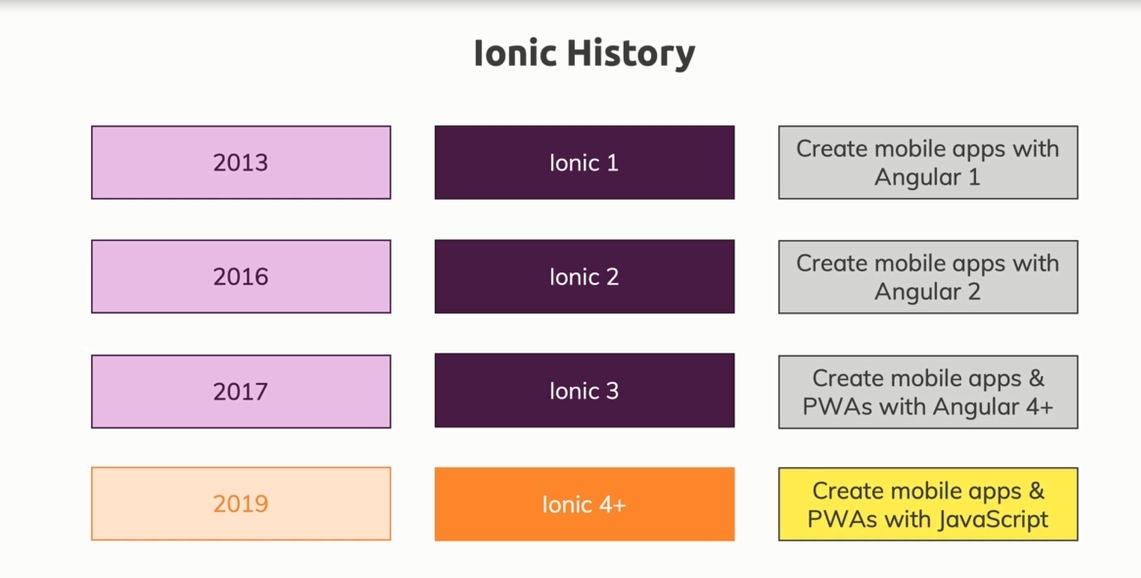 Ionic History
2013
Ionic 1
Create mobile apps with
Angular 1
2016
Ionic 2
Create mobile apps with
Angular 2
2017
Ionic 3
Create mobile apps &
PWAs with Angular 4+
2019
Ionic 4+
Create mobile apps &
PWAs with JavaScript